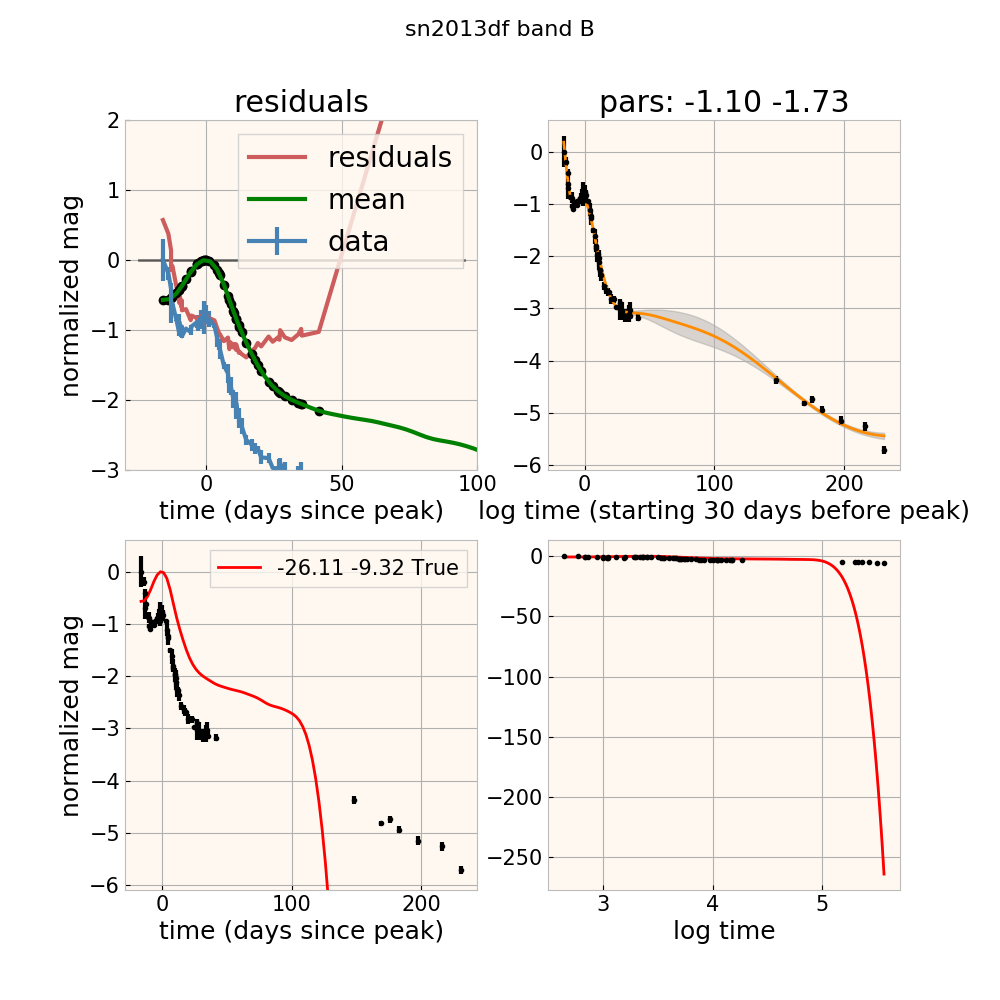 sn2013df band B
residuals
pars: -1.10 -1.73
normalized mag
2
1
0
−1
−2
−3
residuals
mean
data
0
50
100
time (days since peak)
0
−1
−2
−3
−4
−5
−6
0
100
200
log time (starting 30 days before peak)
normalized mag
0
−1
−2
−3
−4
−5
−6
-26.11 -9.32 True
0
100
200
time (days since peak)
0
−50
−100
−150
−200
−250
3
4
5
log time